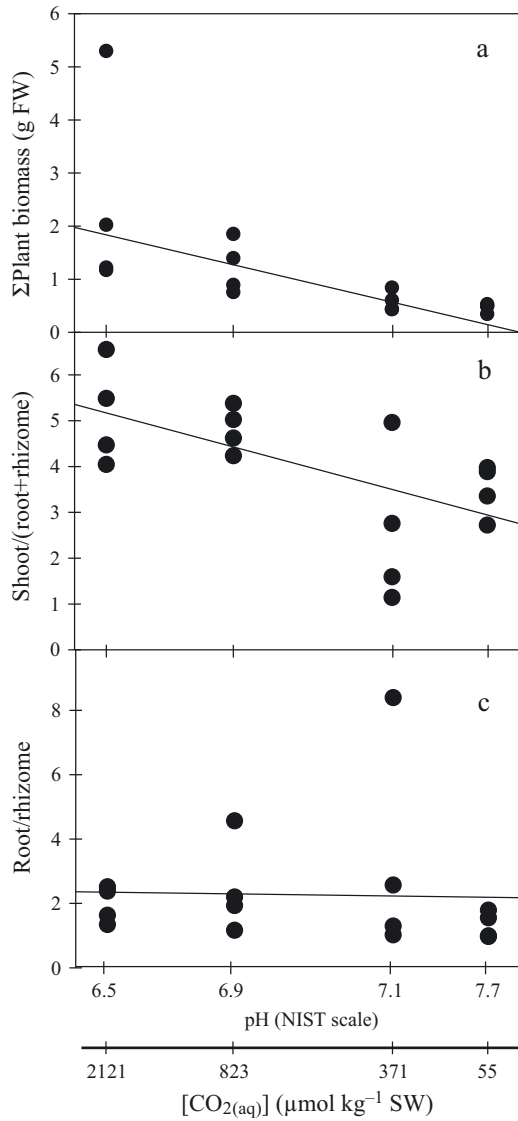 6
5
4
3
2
1
0
ΣPlant biomass (g FW)
a
6
5
4
3
2
1
0
Shoot/(root+rhizome)
b
8
6
4
2
0
Root/rhizome
c
6.5 6.9 7.1 7.7
pH (NIST scale)
2121 823 371 55
[CO2(aq)] (µmol kg–1 SW)